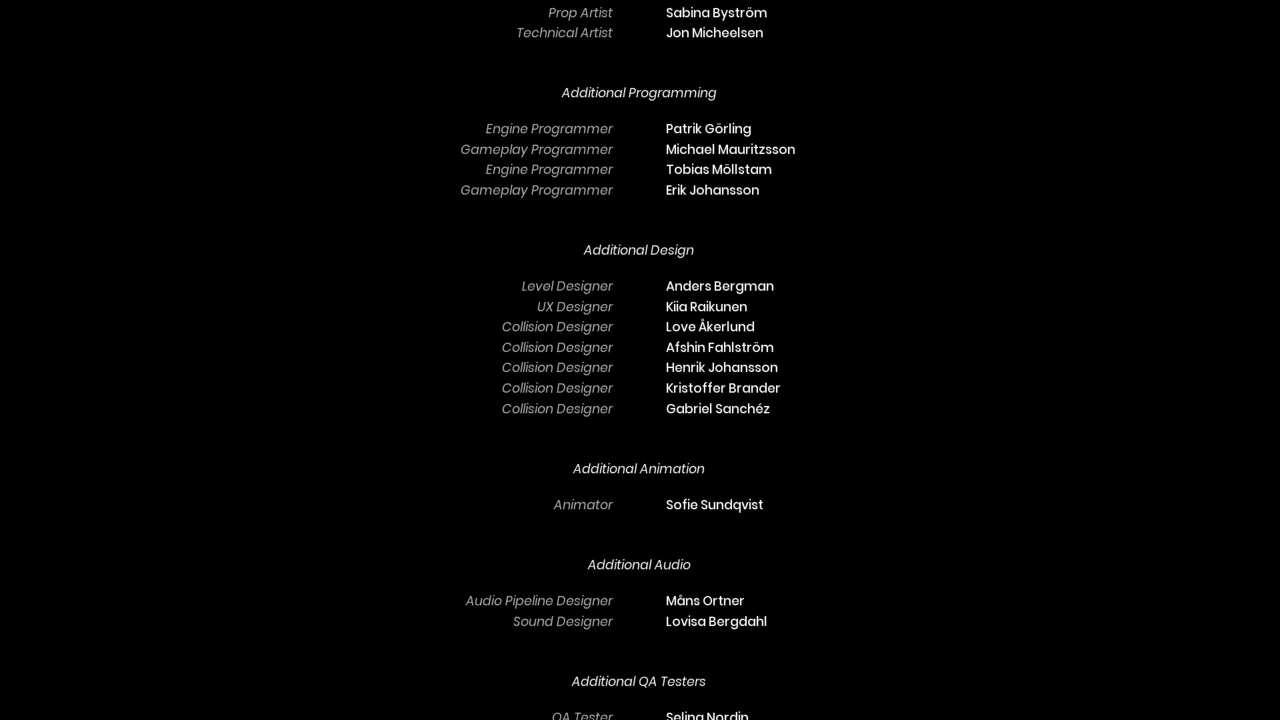 Prop Artist Sabina Byström
Technical Artist Jon Micheelsen
Additional Programming
Engine Programmer Patrik Görling
Gameplay Programmer Michael Mauritzsson
Engine Programmer Tobias Möllstam
Gameplay Programmer Erik Johansson
Additional Design
Level Designer Anders Bergman
UX Designer Kiia Raikunen
Collision Designer Love Åkerlund
Collision Designer Afshin Fahlström
Collision Designer Henrik Johansson
Collision Designer Kristoffer Brander
Collision Designer Gabriel Sanchéz
Additional Animation
Animator Sofie Sundqvist
Additional Audio
Audio Pipeline Designer Måns Ortner
Sound Designer Lovisa Bergdahl
Additional QA Testers
QA Tester Selina Nordin